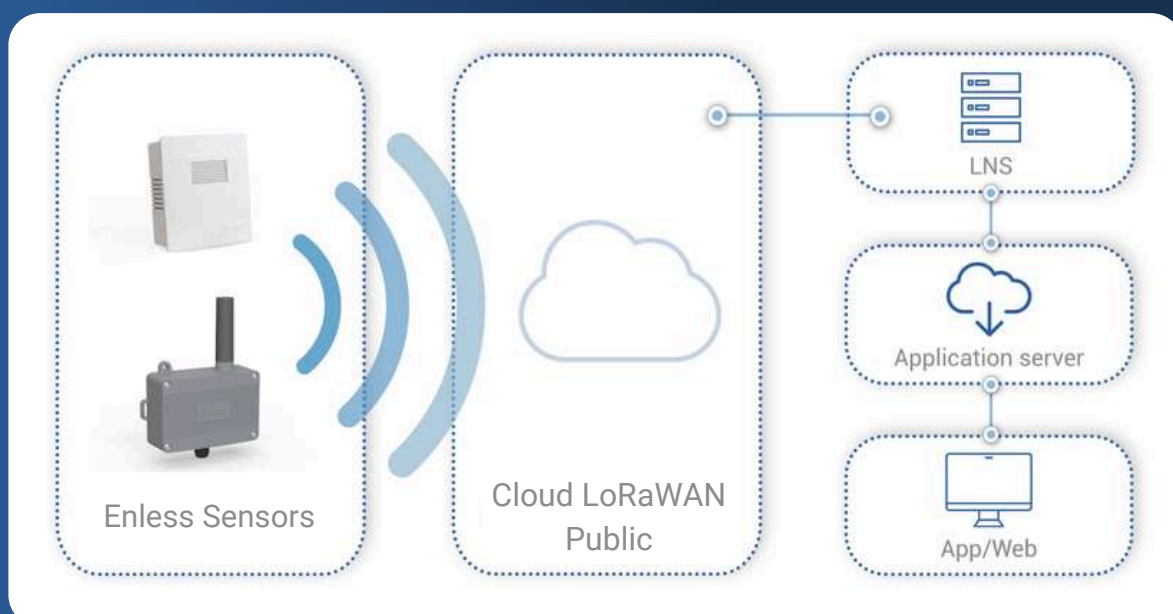 Enless Sensors
Cloud LoRaWAN
Public
LNS
Application server
App/Web